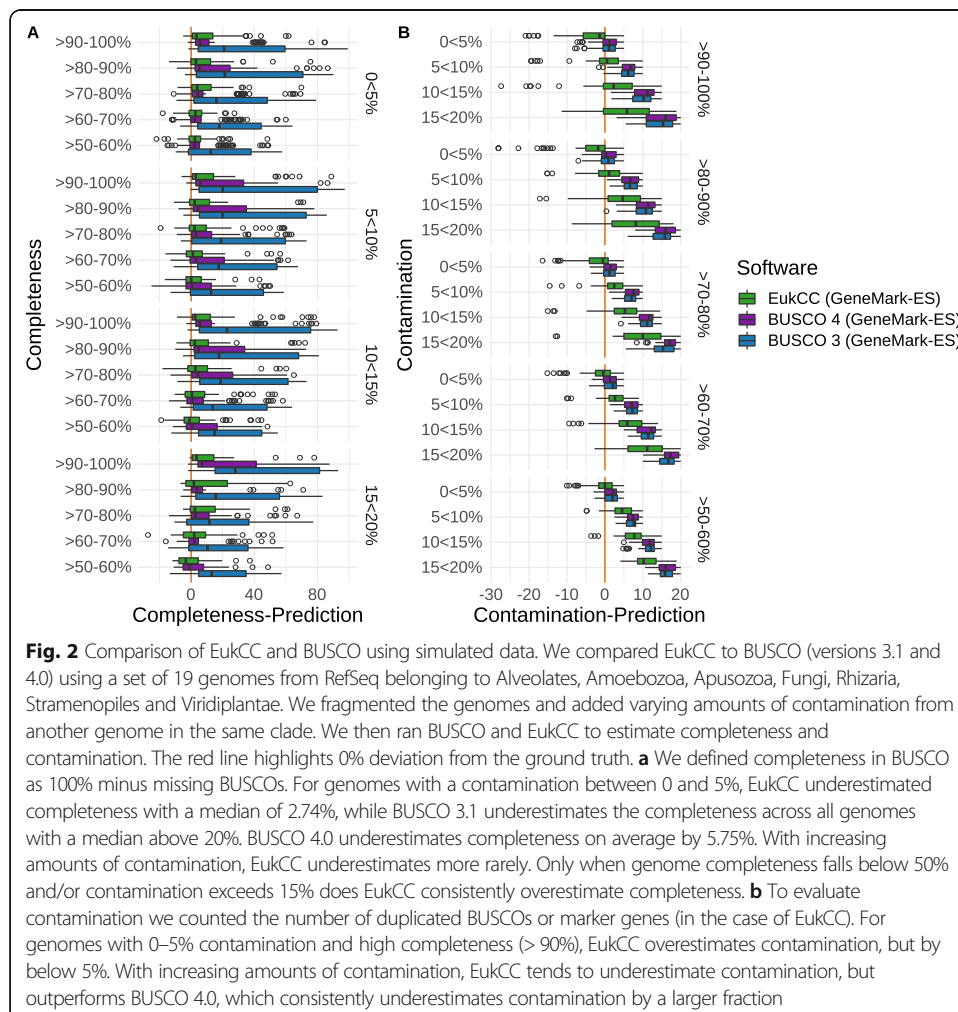 A
>90-100%
>80-90%
>70-80%
>60-70%
>50-60%
0<5%
>90-100%
>80-90%
>70-80%
>60-70%
>50-60%
5<10%
>90-100%
>80-90%
>70-80%
>60-70%
>50-60%
10<15%
>90-100%
>80-90%
>70-80%
>60-70%
>50-60%
15<20%
Completeness
0
40
80
Completeness-Prediction
B
0<5%
5<10%
10<15%
15<20%
>90-100%
0<5%
5<10%
10<15%
15<20%
>80-90%
0<5%
5<10%
10<15%
15<20%
>70-80%
0<5%
5<10%
10<15%
15<20%
>60-70%
0<5%
5<10%
10<15%
15<20%
>50-60%
Contamination
-30
-20
-10
0
10
20
Contamination-Prediction
Software
EukCC (GeneMark-ES)
BUSCO 4 (GeneMark-ES)
BUSCO 3 (GeneMark-ES)
Fig. 2 Comparison of EukCC and BUSCO using simulated data. We compared EukCC to BUSCO (versions 3.1 and
4.0) using a set of 19 genomes from RefSeq belonging to Alveolates, Amoebozoa, Apusozoa, Fungi, Rhizaria,
Stramenopiles and Viridiplantae. We fragmented the genomes and added varying amounts of contamination from
another genome in the same clade. We then ran BUSCO and EukCC to estimate completeness and
contamination. The red line highlights 0% deviation from the ground truth. a We defined completeness in BUSCO
as 100% minus missing BUSCOs. For genomes with a contamination between 0 and 5%, EukCC underestimated
completeness with a median of 2.74%, while BUSCO 3.1 underestimates the completeness across all genomes
with a median above 20%. BUSCO 4.0 underestimates completeness on average by 5.75%. With increasing
amounts of contamination, EukCC underestimates more rarely. Only when genome completeness falls below 50%
and/or contamination exceeds 15% does EukCC consistently overestimate completeness. b To evaluate
contamination we counted the number of duplicated BUSCOs or marker genes (in the case of EukCC). For
genomes with 0–5% contamination and high completeness (> 90%), EukCC overestimates contamination, but by
below 5%. With increasing amounts of contamination, EukCC tends to underestimate contamination, but
outperforms BUSCO 4.0, which consistently underestimates contamination by a larger fraction